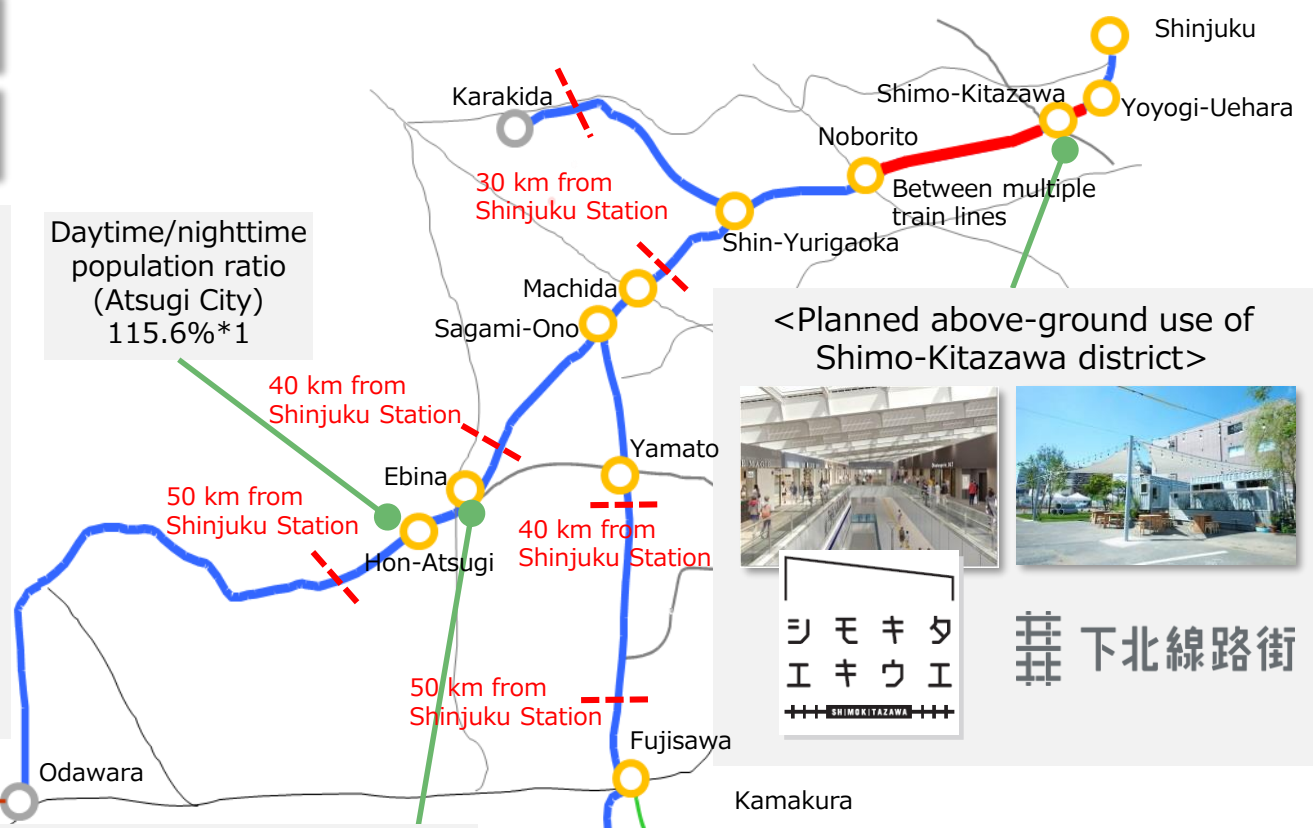 Shinjuku
Karakida
Shimo-Kitazawa
Yoyogi-Uehara
Noborito
30 km from
Shinjuku Station
Between multiple
train lines
Daytime/nighttime
population ratio
(Atsugi City)
115.6%*1
Shin-Yurigaoka
Machida
Sagami-Ono
<Planned above-ground use of
Shimo-Kitazawa district>
40 km from
Shinjuku Station
Yamato
Ebina
50 km from
Shinjuku Station
40 km from
Shinjuku Station
Hon-Atsugi
シモキタ
エキウエ
SHIMOKITAZAWA
下北線路街
50 km from
Shinjuku Station
Fujisawa
Odawara
Kamakura